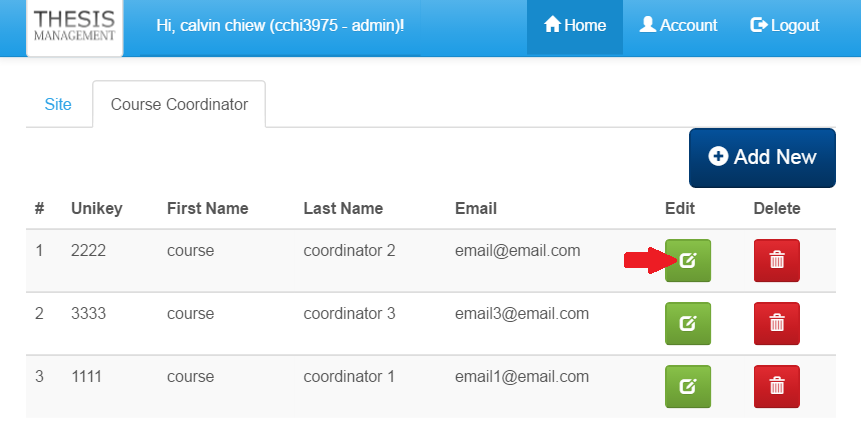 THESIS
MANAGEMENT
Hi, calvin chiew (cchi3975 - admin)! Home Account Logout
Site Course Coordinator
Add New
# Unikey First Name Last Name Email Edit Delete
1 2222 course coordinator 2 email@email.com
2 3333 course coordinator 3 email3@email.com
3 1111 course coordinator 1 email1@email.com